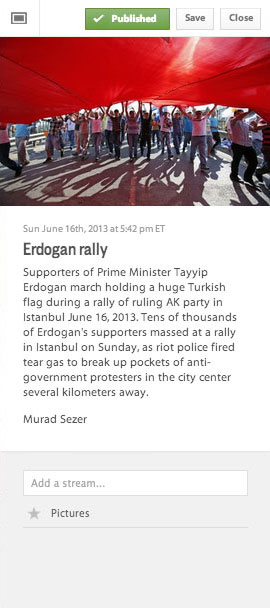 Published Save Close
Sun June 16th, 2013 at 5:42 pm ET
Erdogan rally
Supporters of Prime Minister Tayyip
Erdogan march holding a huge Turkish
flag during a rally of ruling AK party in
Istanbul June 16, 2013. Tens of thousands
of Erdogan's supporters massed at a rally
in Istanbul on Sunday, as riot police fired
tear gas to break up pockets of anti-
government protesters in the city center
several kilometers away.
Murad Sezer
Add a stream...
Pictures